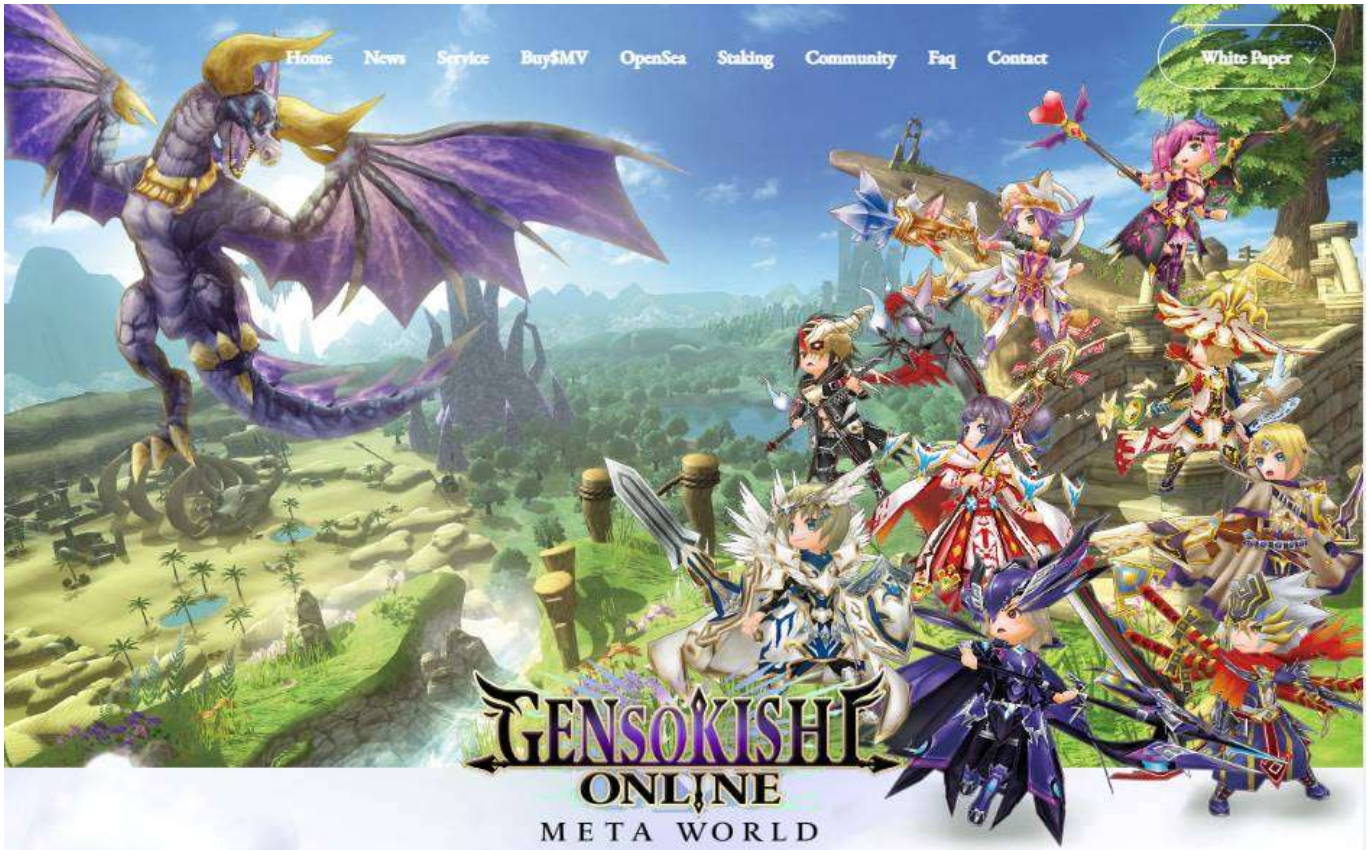 Home News Service Buy$MV OpenSea Staking Community Faq Contact White Paper
GENSOKISHI
ONLINE
META WORLD